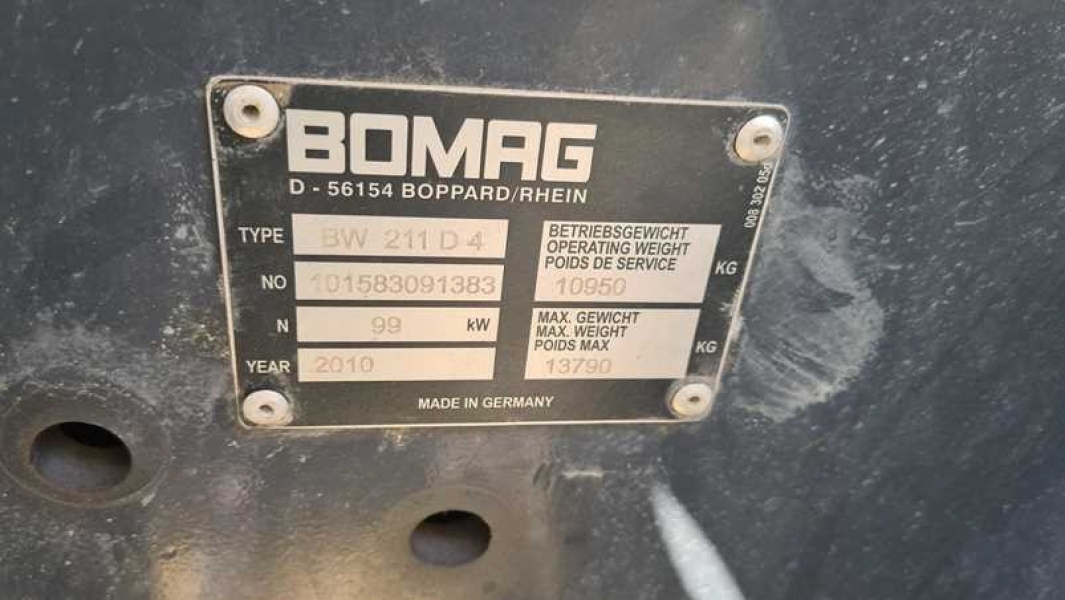 BOMAG
D - 56154 BOPPARD/RHEIN
TYPE BW 211 D 4
NO 101583091383
N 99 kW
YEAR 2010
BETRIEBSGEWICHT
OPERATING WEIGHT
POIDS DE SERVICE
10950 KG
MAX. GEWICHT
MAX. WEIGHT
POIDS MAX
13790 KG
MADE IN GERMANY
008 302 05d